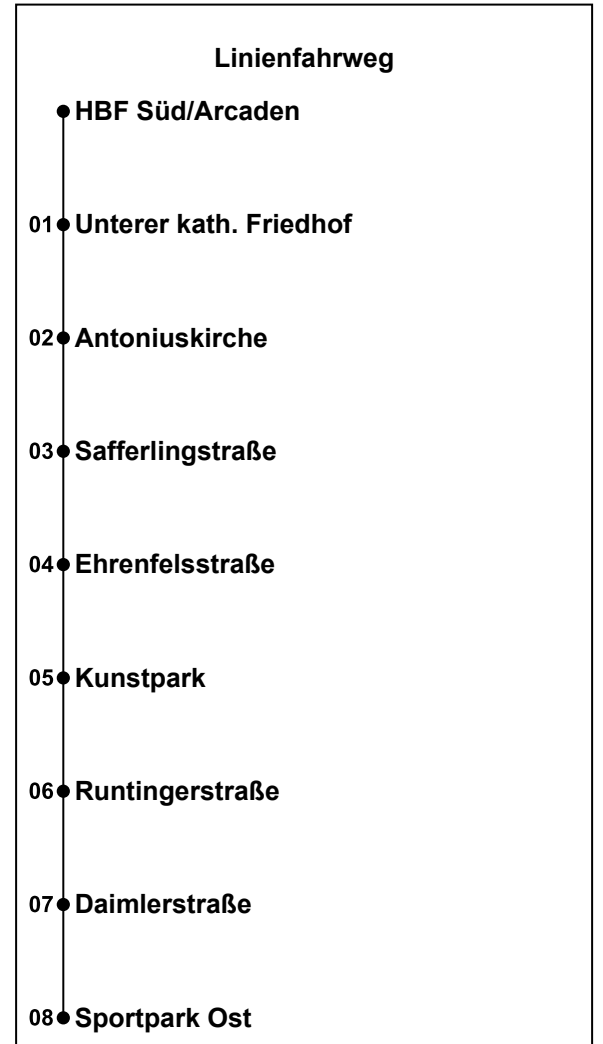 Linienfahrweg
HBF Süd/Arcaden
01 Unterer kath. Friedhof
02 Antoniuskirche
03 Safferlingstraße
04 Ehrenfelsstraße
05 Kunstpark
06 Runtingerstraße
07 Daimlerstraße
08 Sportpark Ost